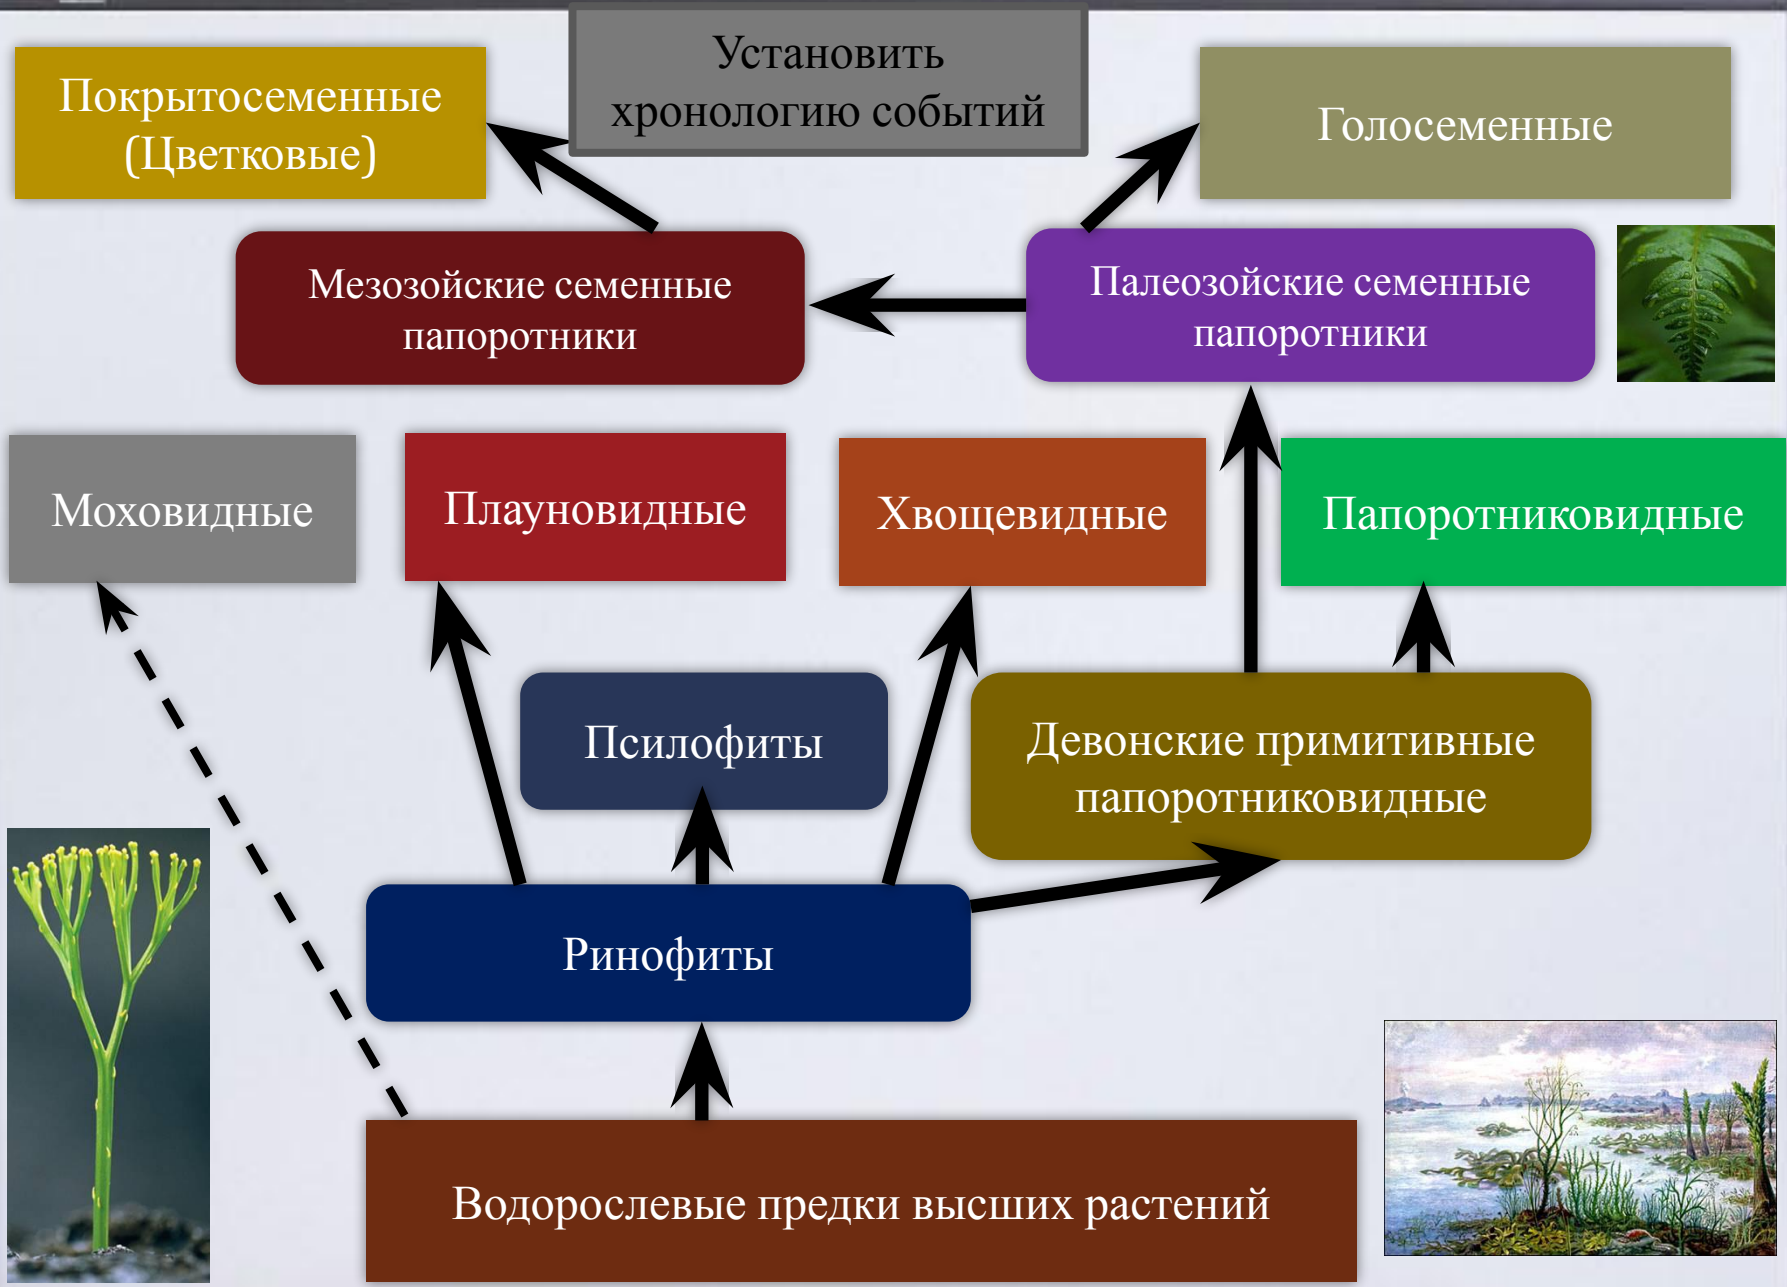 Установить
хронологию событий
Покрытосеменные
(Цветковые)
Голосеменные
Мезозойские семенные
папоротники
Палеозойские семенные
папоротники
Моховидные
Плауновидные
Хвощевидные
Папоротниковидные
Псилофиты
Девонские примитивные
папоротниковидные
Ринофиты
Водорослевые предки высших растений